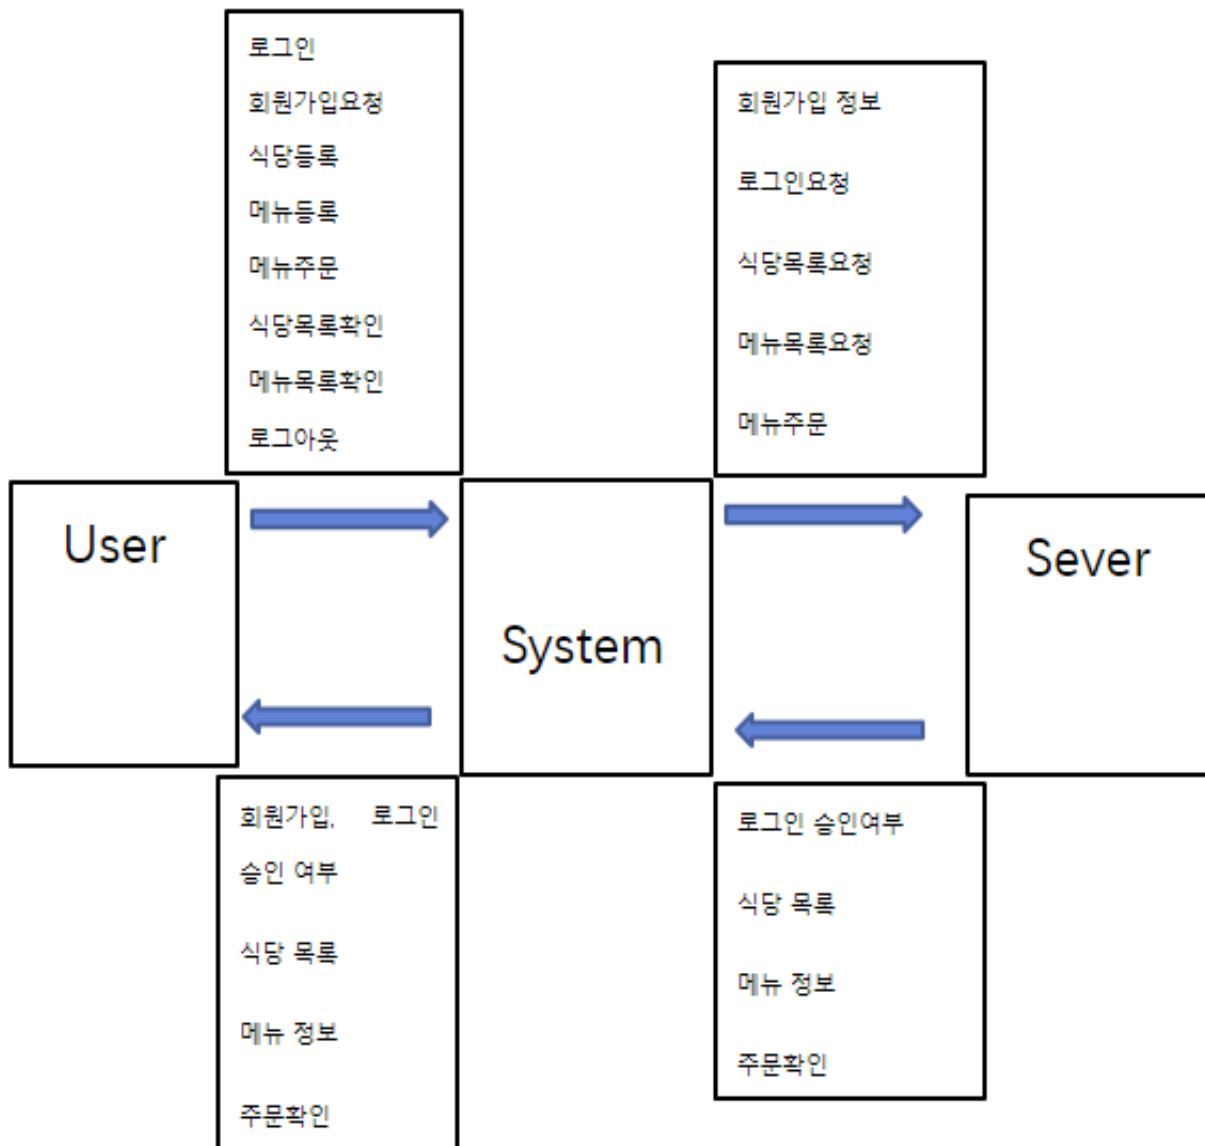 로그인
회원가입요청
식당등록
메뉴등록
메뉴주문
식당목록확인
메뉴목록확인
로그아웃
회원가입 정보
로그인요청
식당목록요청
메뉴목록요청
메뉴주문
User
System
Sever
회원가입, 로그인
승인 여부
식당 목록
메뉴 정보
주문확인
로그인 승인여부
식당 목록
메뉴 정보
주문확인